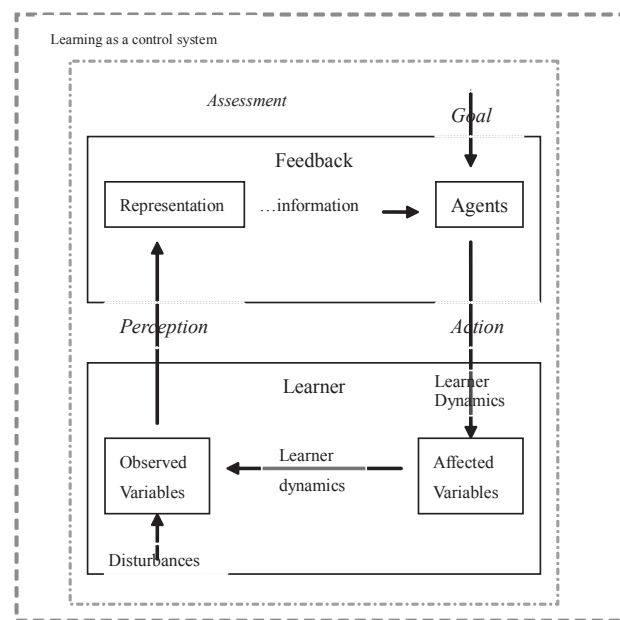 Learning as a control system
Assessment
Goal
Feedback
Representation
…information
Agents
Perception
Action
Learner
Learner
Dynamics
Observed
Variables
Learner
dynamics
Affected
Variables
Disturbances